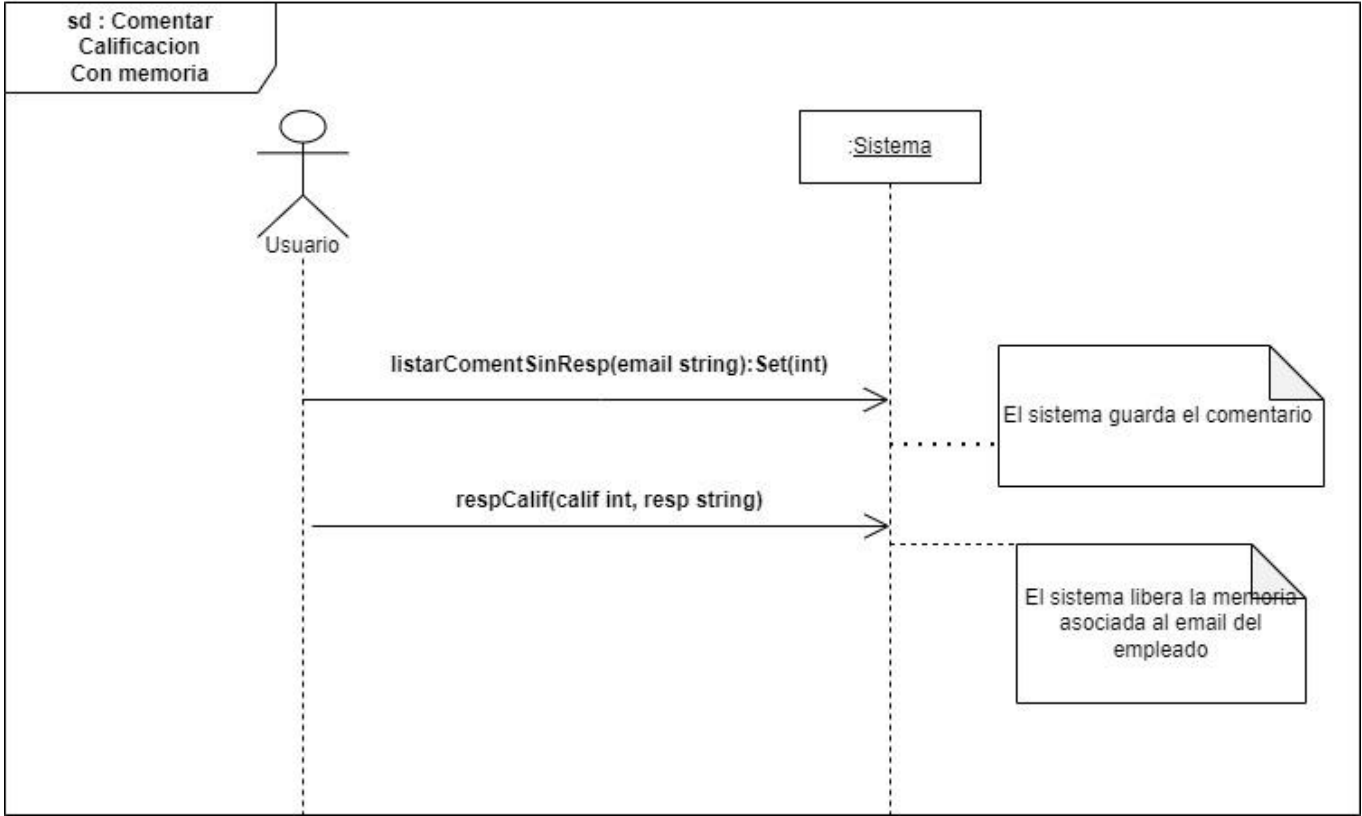 sd : Comentar
Calificacion
Con memoria
:Sistema
Usuario
listarComentSinResp(email string):Set(int)
El sistema guarda el comentario
respCalif(calif int, resp string)
El sistema libera la memoria
asociada al email del
empleado